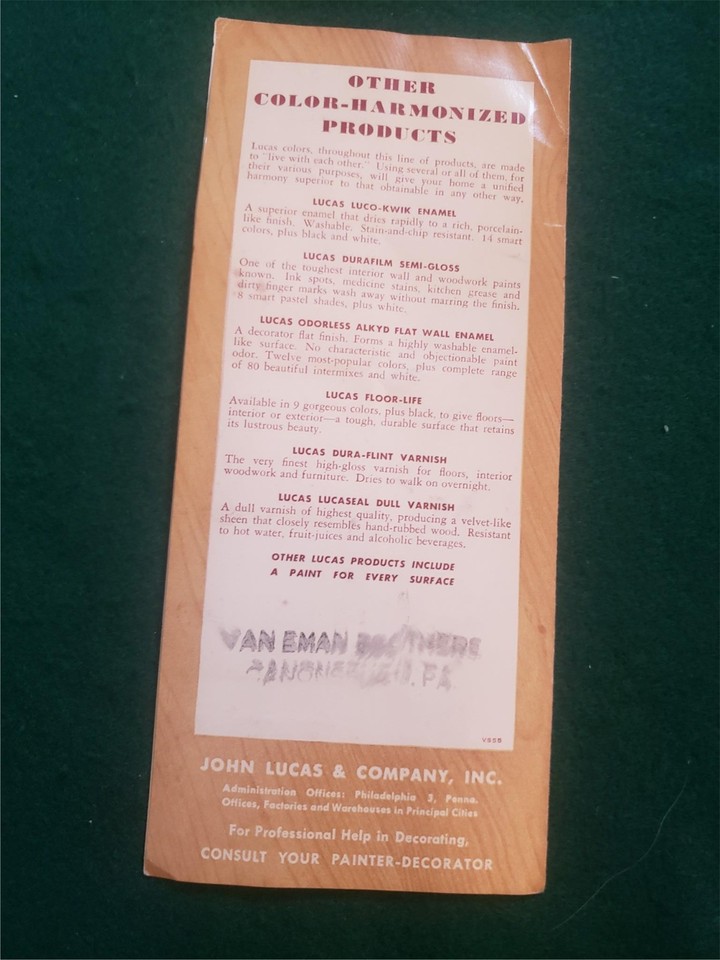 OTHER
COLOR-HARMONIZED
PRODUCTS
Lucas colors, throughout this line of products, are made
to "live with each other." Using several or all of them, for
their various purposes, will give your home a unified
harmony superior to that obtainable in any other way.
LUCAS LUCO-KWIK ENAMEL
A superior enamel that dries rapidly to a rich, porcelain-
like finish. Washable. Stain-and-chip resistant. 14 smart
colors, plus black and white.
LUCAS DURAFILM SEMI-GLOSS
One of the toughest interior wall and woodwork paints
known. Ink spots, medicine stains, kitchen grease and
dirty finger marks wash away without marring the finish.
8 smart pastel shades, plus white.
LUCAS ODORLESS ALKYD FLAT WALL ENAMEL
A decorator flat finish. Forms a highly washable enamel-
like surface. No characteristic and objectionable paint
odor. Twelve most-popular colors, plus complete range
of 80 beautiful intermixes and white.
LUCAS FLOOR-LIFE
Available in 9 gorgeous colors, plus black, to give floors—
interior or exterior—a tough, durable surface that retains
its lustrous beauty.
LUCAS DURA-FLINT VARNISH
The very finest high-gloss varnish for floors, interior
woodwork and furniture. Dries to walk on overnight.
LUCAS LUCASEAL DULL VARNISH
A dull varnish of highest quality, producing a velvet-like
sheen that closely resembles hand-rubbed wood. Resistant
to hot water, fruit-juices and alcoholic beverages.
OTHER LUCAS PRODUCTS INCLUDE
A PAINT FOR EVERY SURFACE
VAN EMAN
PA
V955
JOHN LUCAS & COMPANY, INC.
Administration Offices: Philadelphia 3, Penna.
Offices, Factories and Warehouses in Principal Cities
For Professional Help in Decorating,
CONSULT YOUR PAINTER-DECORATOR